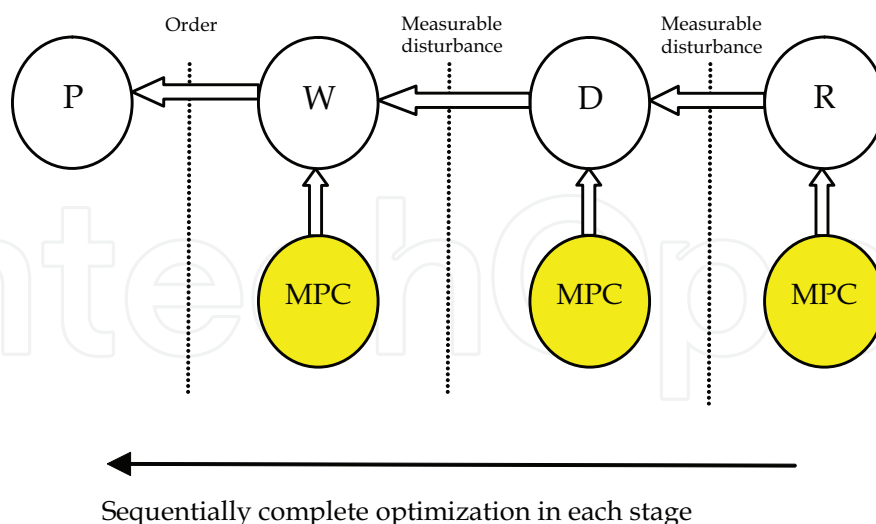 Order
Measurable
disturbance
Measurable
disturbance
P
W
D
R
MPC
MPC
MPC
Sequentially complete optimization in each stage